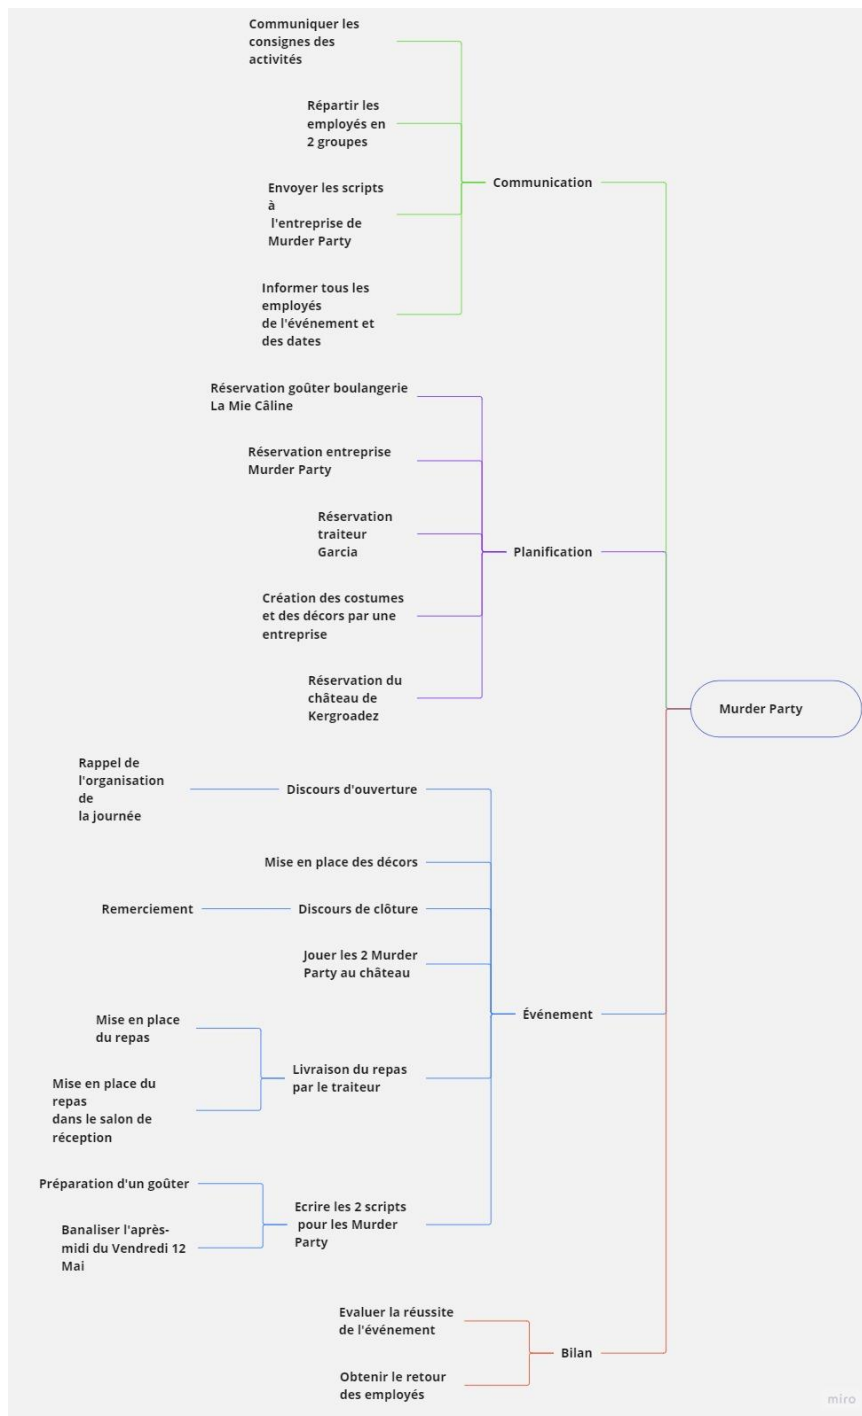 Communiquer les
consignes des
activités
Répartir les
employés en
2 groupes
Communication
Envoyer les scripts
à
l'entreprise de
Murder Party
Informer tous les
employés
de l'événement et
des dates
Réservation goûter boulangerie
La Mie Câline
Réservation entreprise
Murder Party
Réservation
traiteur
Garcia
Planification
Création des costumes
et des décors par une
entreprise
Réservation du
château de
Kergroadez
Murder Party
Rappel de
l'organisation
de
la journée
Discours d'ouverture
Mise en place des décors
Remerciement
Discours de clôture
Jouer les 2 Murder
Party au château
Événement
Mise en place
du repas
Livraison du repas
par le traiteur
Mise en place du
repas
dans le salon de
réception
Préparation d'un goûter
Ecrire les 2 scripts
pour les Murder
Party
Banaliser l'après-
midi du Vendredi 12
Mai
Evaluer la réussite
de l'événement
Bilan
Obtenir le retour
des employés
miro